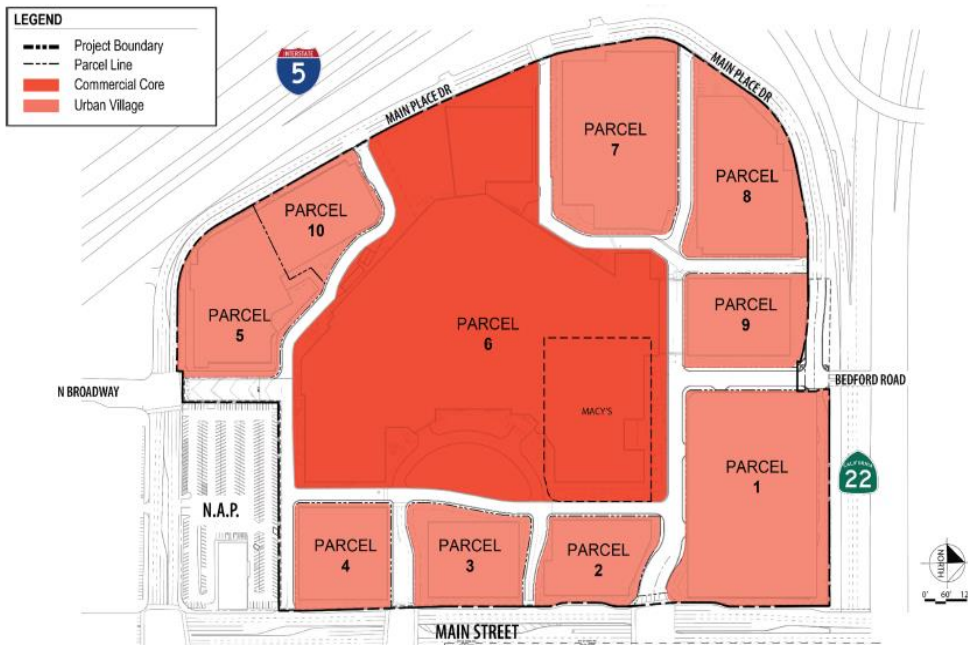 LEGEND
Project Boundary
Parcel Line
Commercial Core
Urban Village
INTERSTATE
5
MAIN PLACE DR
MAIN PLACE DR
PARCEL
7
PARCEL
8
PARCEL
10
PARCEL
5
PARCEL
6
PARCEL
9
N BROADWAY
BEDFORD ROAD
MACY'S
PARCEL
1
CALIFORNIA
22
N.A.P.
PARCEL
4
PARCEL
3
PARCEL
2
NORTH
0' 60' 12
MAIN STREET